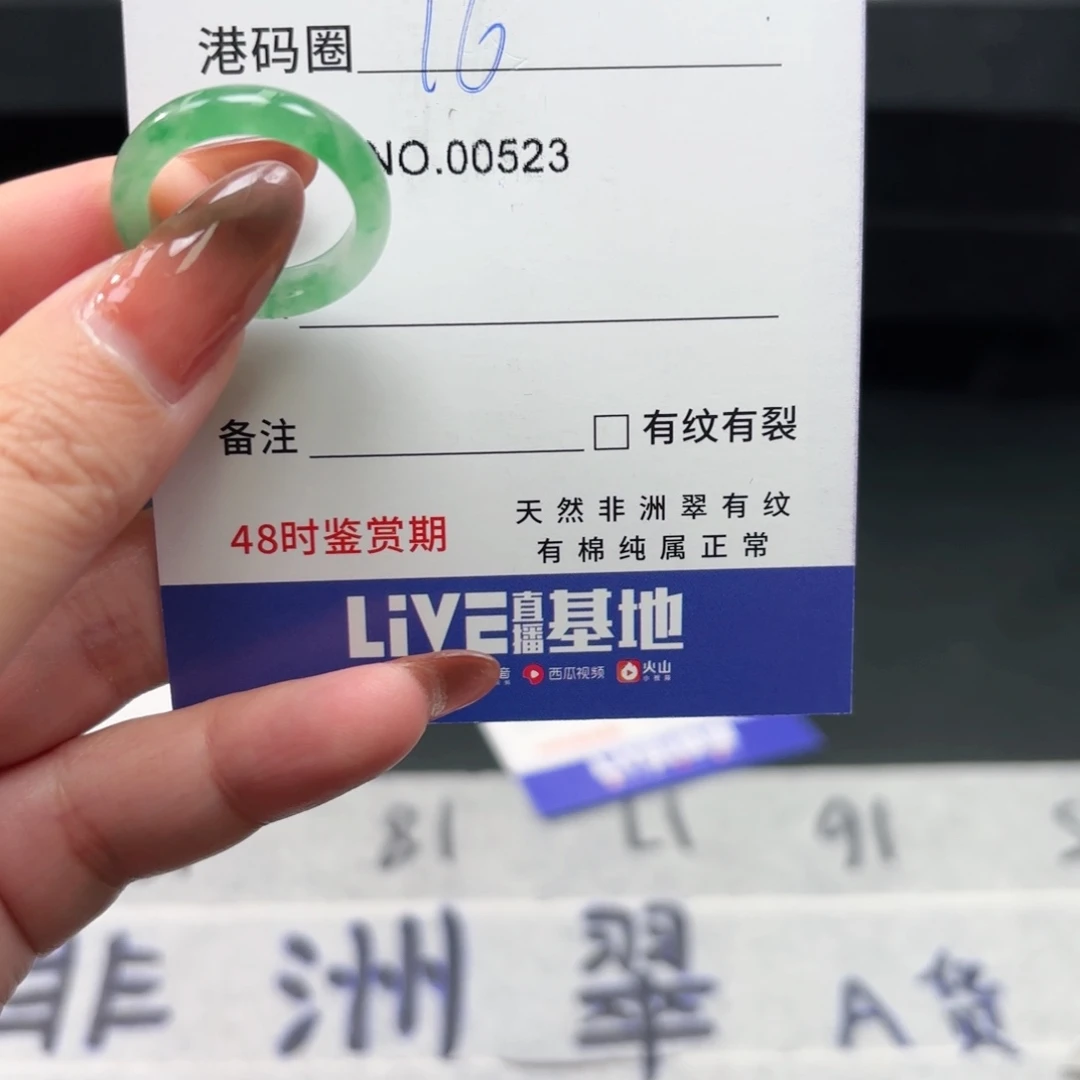 港码圈 16
NO.00523
备注 有纹有裂
48时鉴赏期
天然非洲翠有纹
有棉纯属正常
LiVE直播基地
音 西瓜视频 火山
81 17 16
非洲翠 A货